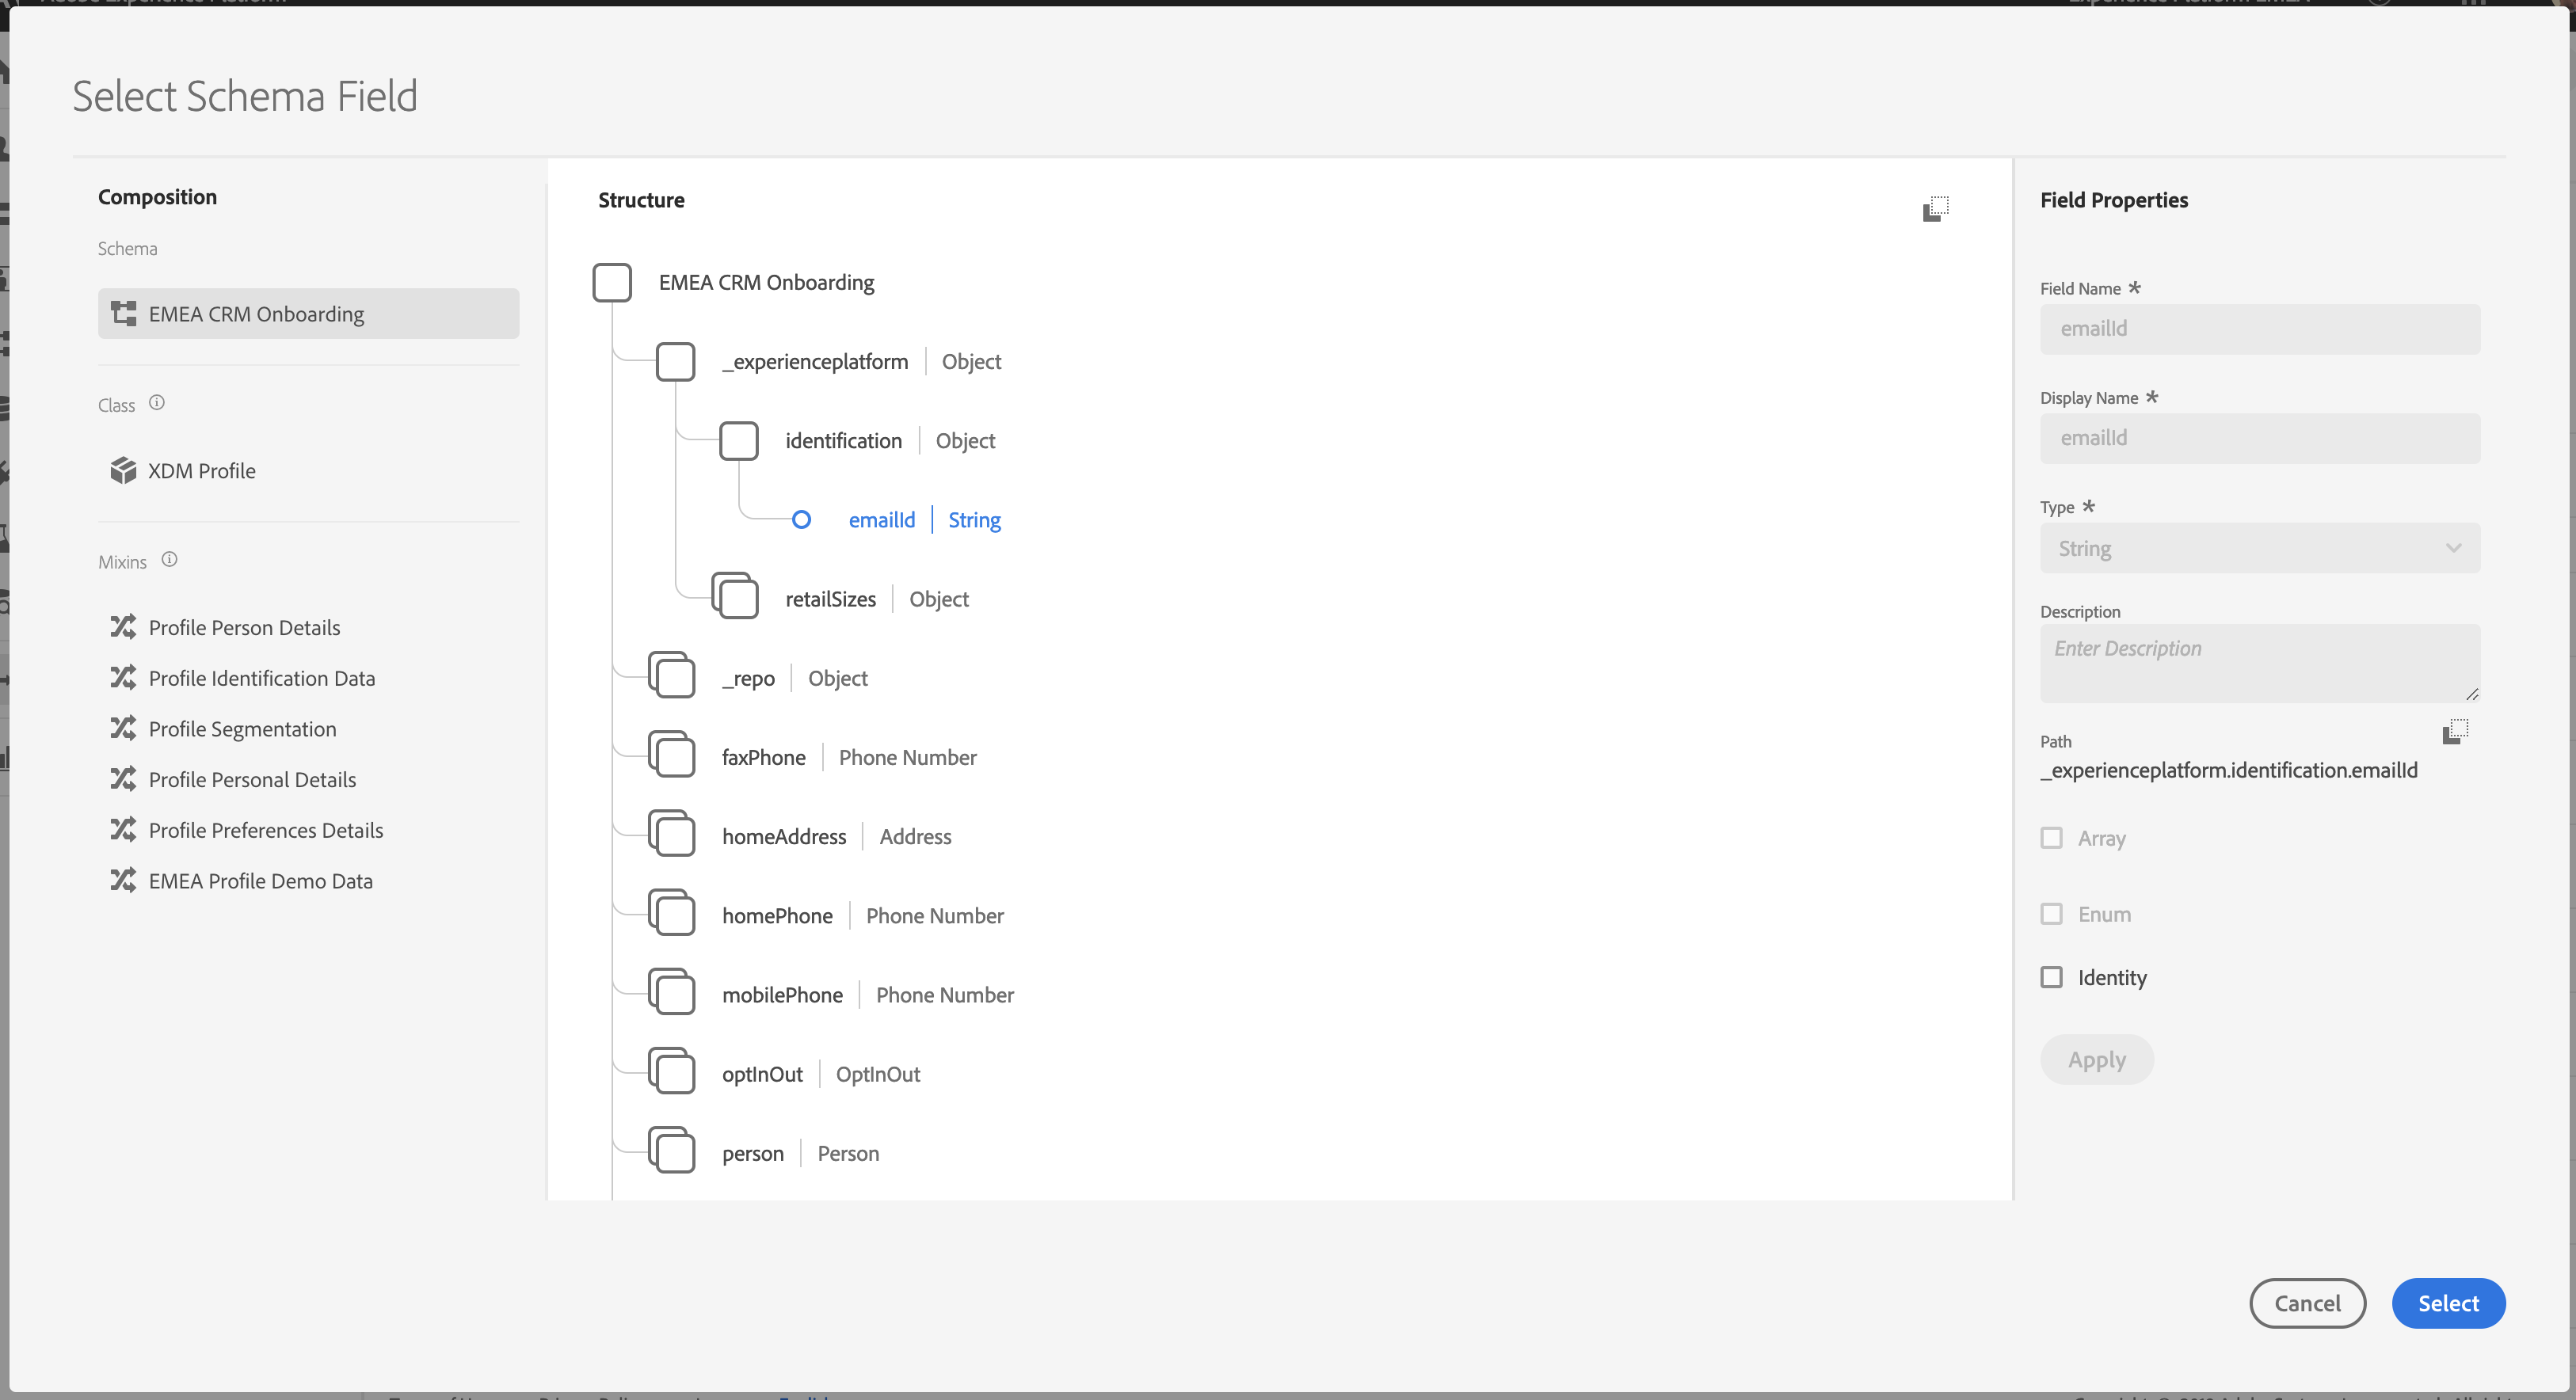 Select Schema Field
Composition
Schema
EMEA CRM Onboarding
Class
XDM Profile
Mixins
Profile Person Details
Profile Identification Data
Profile Segmentation
Profile Personal Details
Profile Preferences Details
EMEA Profile Demo Data
Structure
EMEA CRM Onboarding
_experienceplatform | Object
identification | Object
emailId | String
retailSizes | Object
_repo | Object
faxPhone | Phone Number
homeAddress | Address
homePhone | Phone Number
mobilePhone | Phone Number
optInOut | OptInOut
person | Person
Field Properties
Field Name *
emailId
Display Name *
emailId
Type *
String
Description
Enter Description
Path
_experienceplatform.identification.emailId
Array
Enum
Identity
Apply
Cancel Select